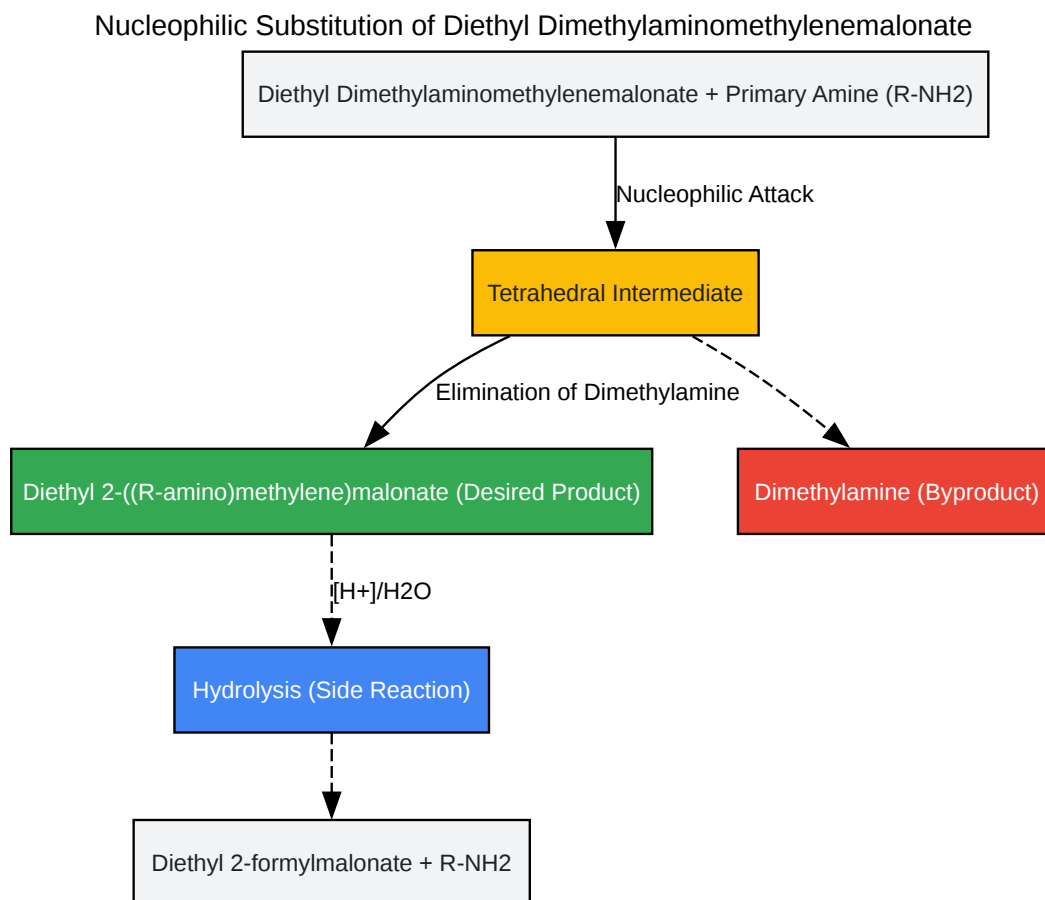 Nucleophilic Substitution of Diethyl Dimethylaminomethylenemalonate
Diethyl Dimethylaminomethylenemalonate + Primary Amine (R-NH2)
Nucleophilic Attack
Tetrahedral Intermediate
Elimination of Dimethylamine
Diethyl 2-((R-amino)methylene)malonate (Desired Product)
Dimethylamine (Byproduct)
[H+]/H2O
Hydrolysis (Side Reaction)
Diethyl 2-formylmalonate + R-NH2